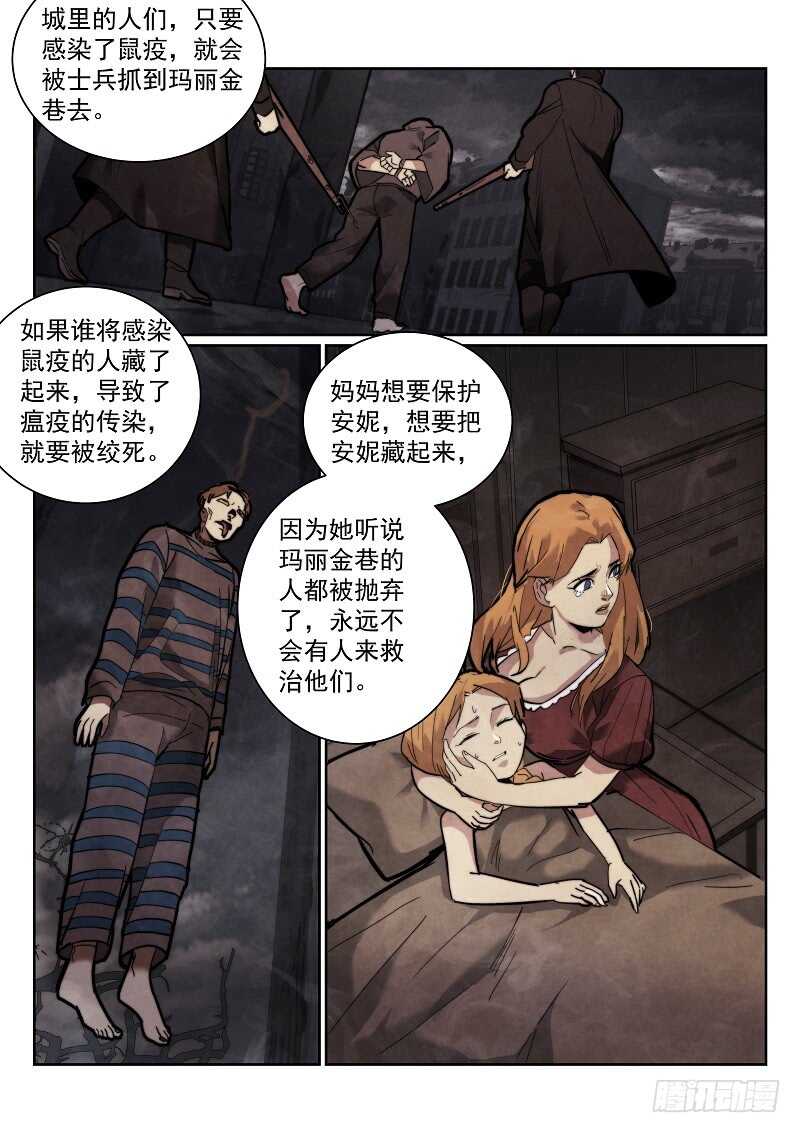 城里的人们，只要
感染了鼠疫，就会
被士兵抓到玛丽金
巷去。
如果谁将感染
鼠疫的人藏了
起来，导致了
瘟疫的传染，
就要被绞死。
妈妈想要保护
安妮，想要把
安妮藏起来，
因为她听说
玛丽金巷的
人都被抛弃
了，永远不
会有人来救
治他们。
腾讯动漫